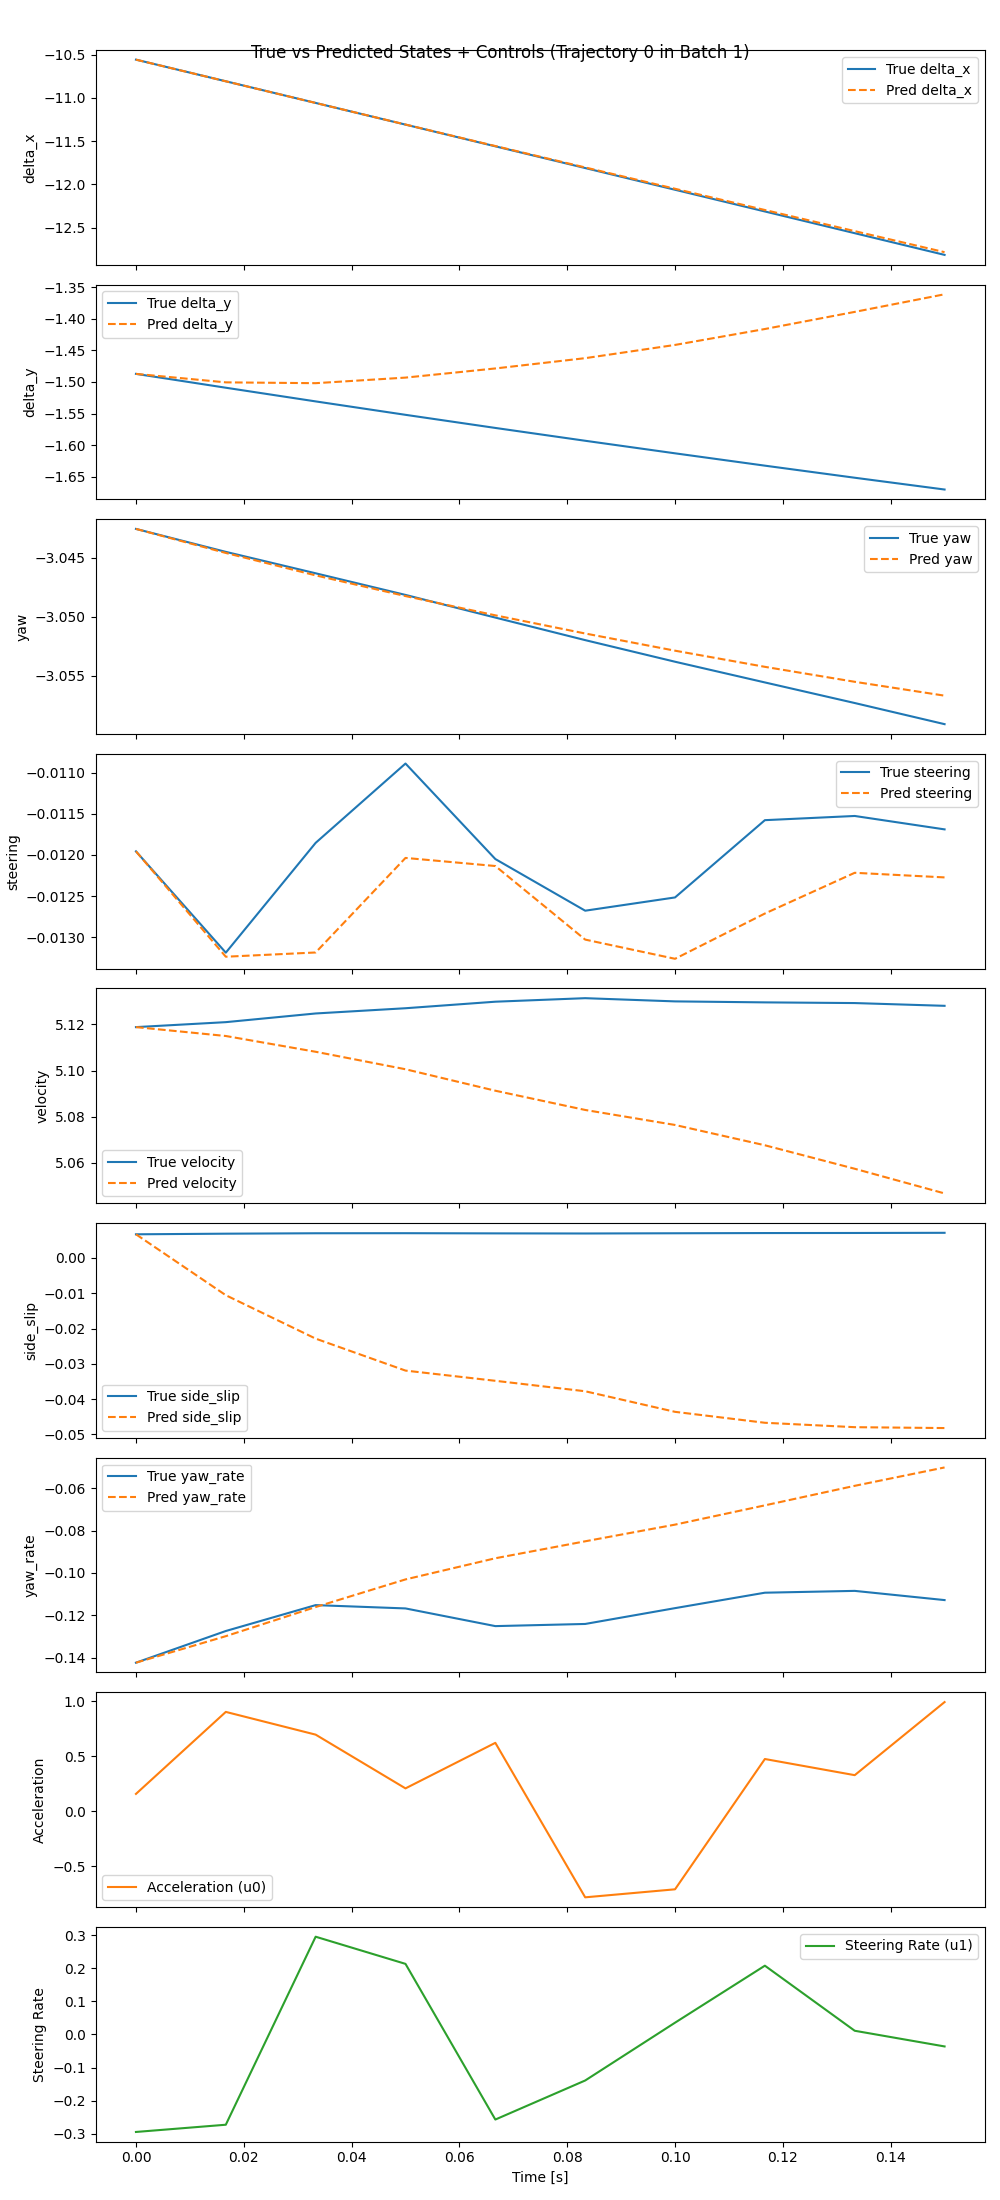 True vs Predicted States + Controls (Trajectory 0 in Batch 1)
−10.5
−11.0
−11.5
−12.0
−12.5
delta_x
True delta_x
Pred delta_x
−1.35
−1.40
−1.45
−1.50
−1.55
−1.60
−1.65
delta_y
True delta_y
Pred delta_y
−3.045
−3.050
−3.055
yaw
True yaw
Pred yaw
−0.0110
−0.0115
−0.0120
−0.0125
−0.0130
steering
True steering
Pred steering
5.12
5.10
5.08
5.06
velocity
True velocity
Pred velocity
0.00
−0.01
−0.02
−0.03
−0.04
−0.05
side_slip
True side_slip
Pred side_slip
−0.06
−0.08
−0.10
−0.12
−0.14
yaw_rate
True yaw_rate
Pred yaw_rate
1.0
0.5
0.0
−0.5
Acceleration
Acceleration (u0)
0.3
0.2
0.1
0.0
−0.1
−0.2
−0.3
Steering Rate
Steering Rate (u1)
0.00 0.02 0.04 0.06 0.08 0.10 0.12 0.14
Time [s]